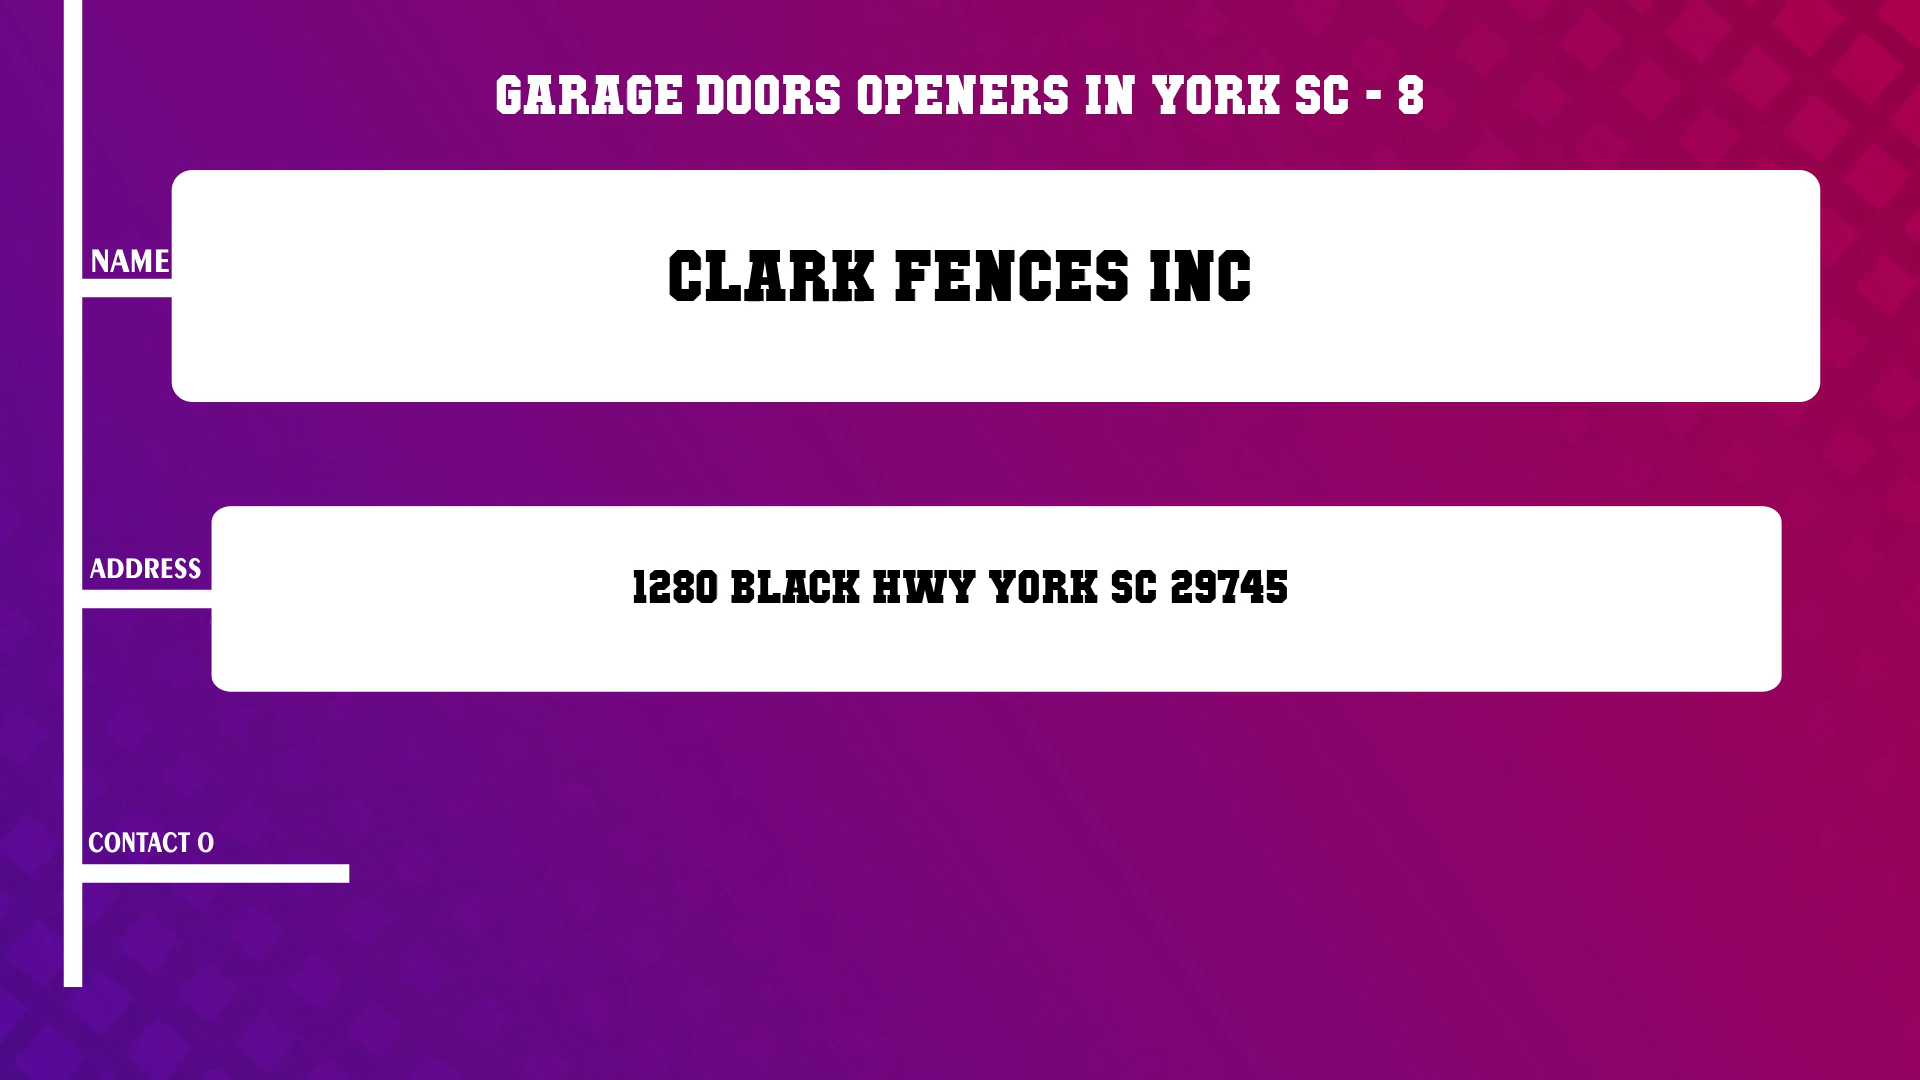 GARAGE DOORS OPENERS IN YORK SC - 8
NAME
CLARK FENCES INC
ADDRESS
1280 BLACK HWY YORK SC 29745
CONTACT O